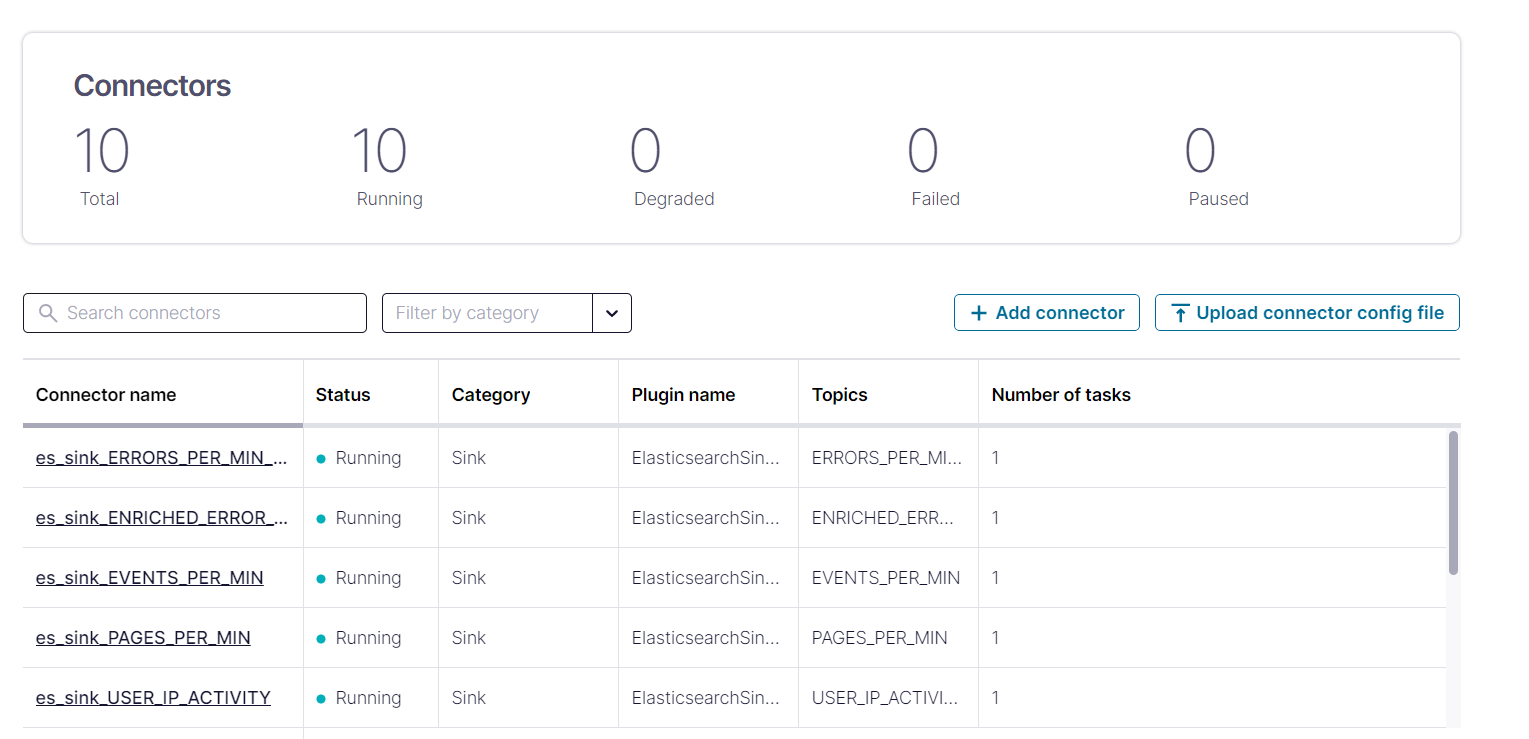 Connectors
10 10 0 0 0
Total Running Degraded Failed Paused
Search connectors Filter by category + Add connector Upload connector config file
Connector name Status Category Plugin name Topics Number of tasks
es_sink_ERRORS_PER_MIN_... Running Sink ElasticsearchSin... ERRORS_PER_MI... 1
es_sink_ENRICHED_ERROR_... Running Sink ElasticsearchSin... ENRICHED_ERR... 1
es_sink_EVENTS_PER_MIN Running Sink ElasticsearchSin... EVENTS_PER_MIN 1
es_sink_PAGES_PER_MIN Running Sink ElasticsearchSin... PAGES_PER_MIN 1
es_sink_USER_IP_ACTIVITY Running Sink ElasticsearchSin... USER_IP_ACTIVI... 1